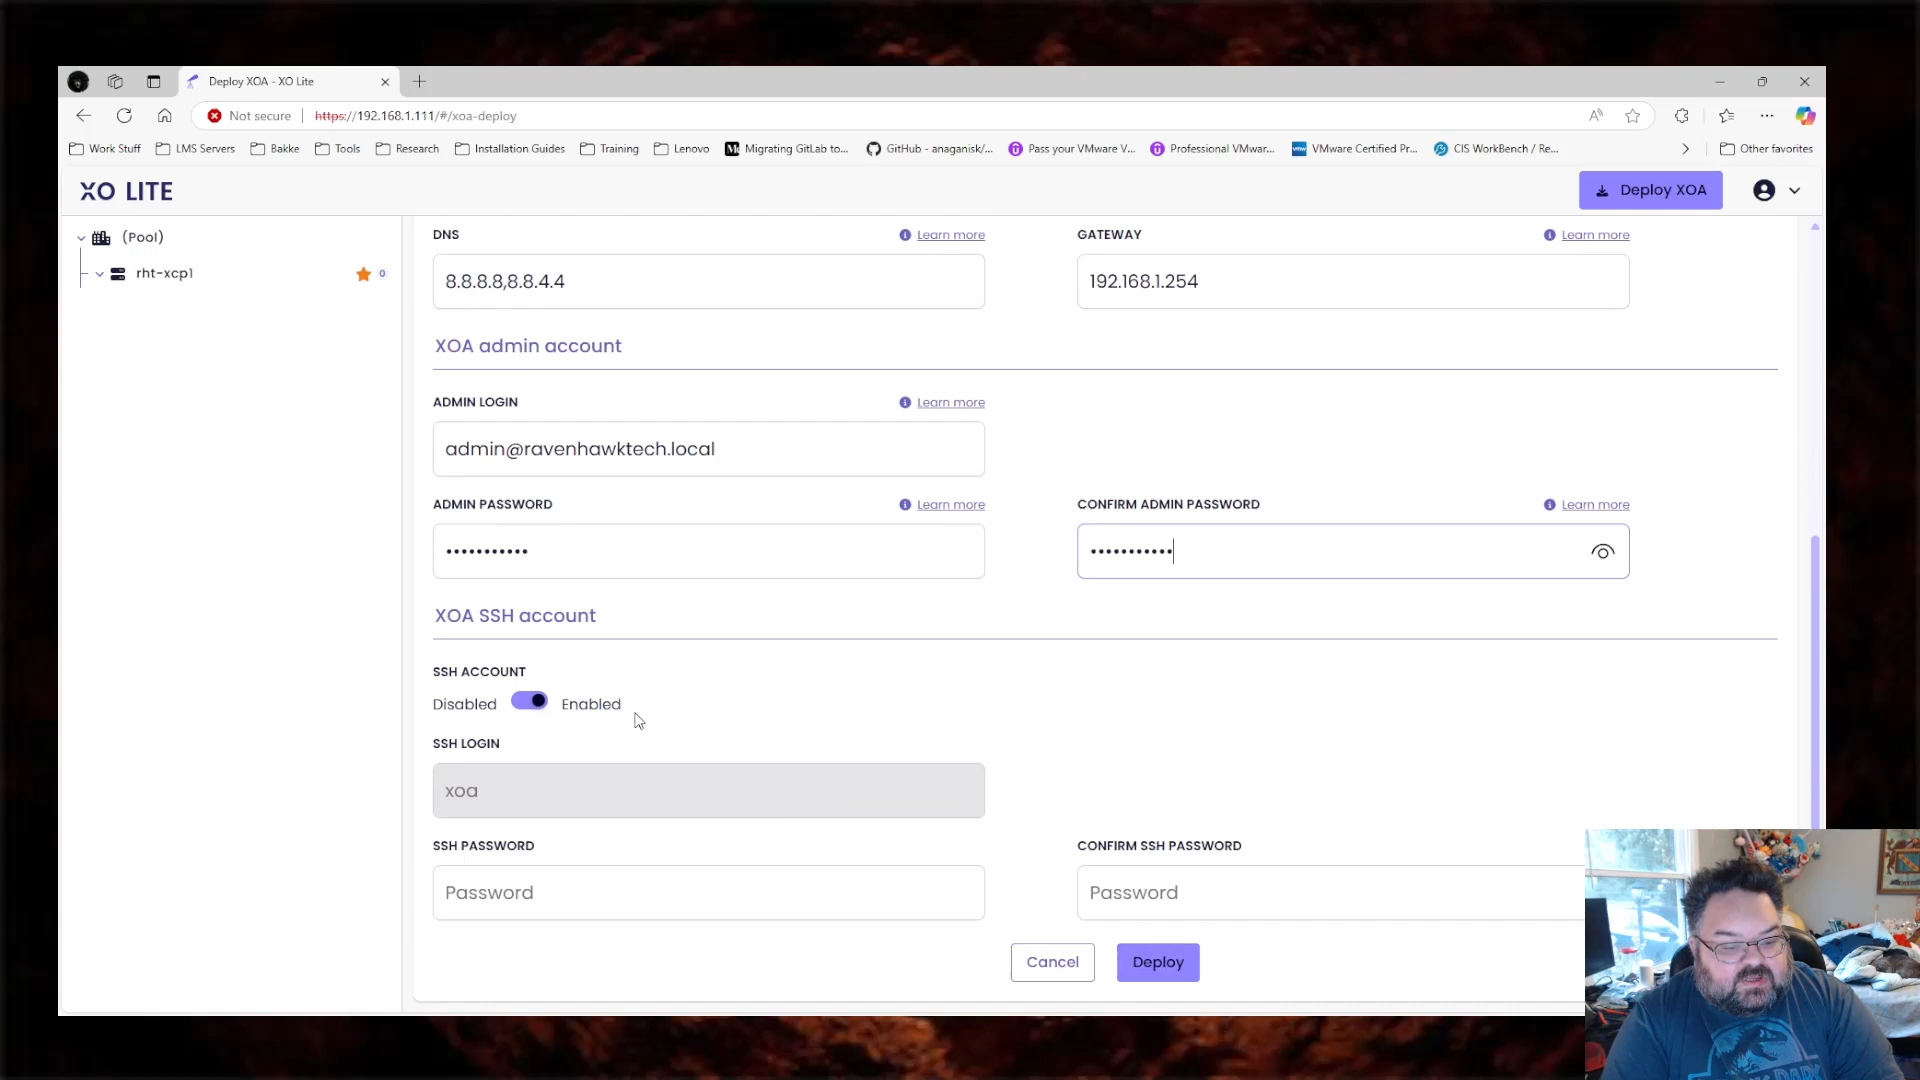 Deploy XOA - XO Lite
Not secure
https://192.168.1.111/#/xoa-deploy
Work Stuff
LMS Servers
Bakke
Tools
Research
Installation Guides
Training
Lenovo
Migrating GitLab to...
GitHub - anaganisk/...
Pass your VMware V...
Professional VMwar...
VMware Certified Pr...
CIS WorkBench / Re...
Other favorites
XO LITE
Deploy XOA
(Pool)
rht-xcp1
0
DNS
Learn more
GATEWAY
Learn more
8.8.8.8,8.8.4.4
192.168.1.254
XOA admin account
ADMIN LOGIN
Learn more
admin@ravenhawktech.local
ADMIN PASSWORD
Learn more
CONFIRM ADMIN PASSWORD
Learn more
•••••••••••
•••••••••••
XOA SSH account
SSH ACCOUNT
Disabled
Enabled
SSH LOGIN
xoa
SSH PASSWORD
CONFIRM SSH PASSWORD
Password
Password
Cancel
Deploy